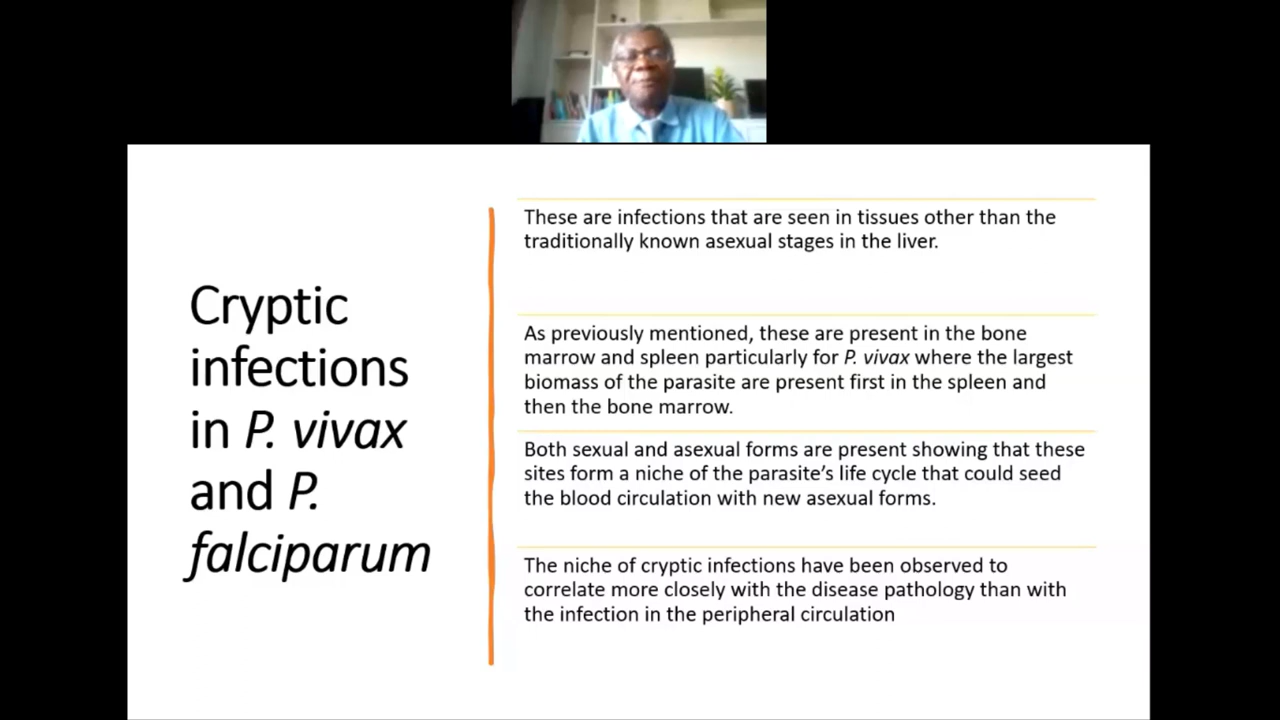 Cryptic
infections
in P. vivax
and P.
falciparum
These are infections that are seen in tissues other than the
traditionally known asexual stages in the liver.
As previously mentioned, these are present in the bone
marrow and spleen particularly for P. vivax where the largest
biomass of the parasite are present first in the spleen and
then the bone marrow.
Both sexual and asexual forms are present showing that these
sites form a niche of the parasite’s life cycle that could seed
the blood circulation with new asexual forms.
The niche of cryptic infections have been observed to
correlate more closely with the disease pathology than with
the infection in the peripheral circulation